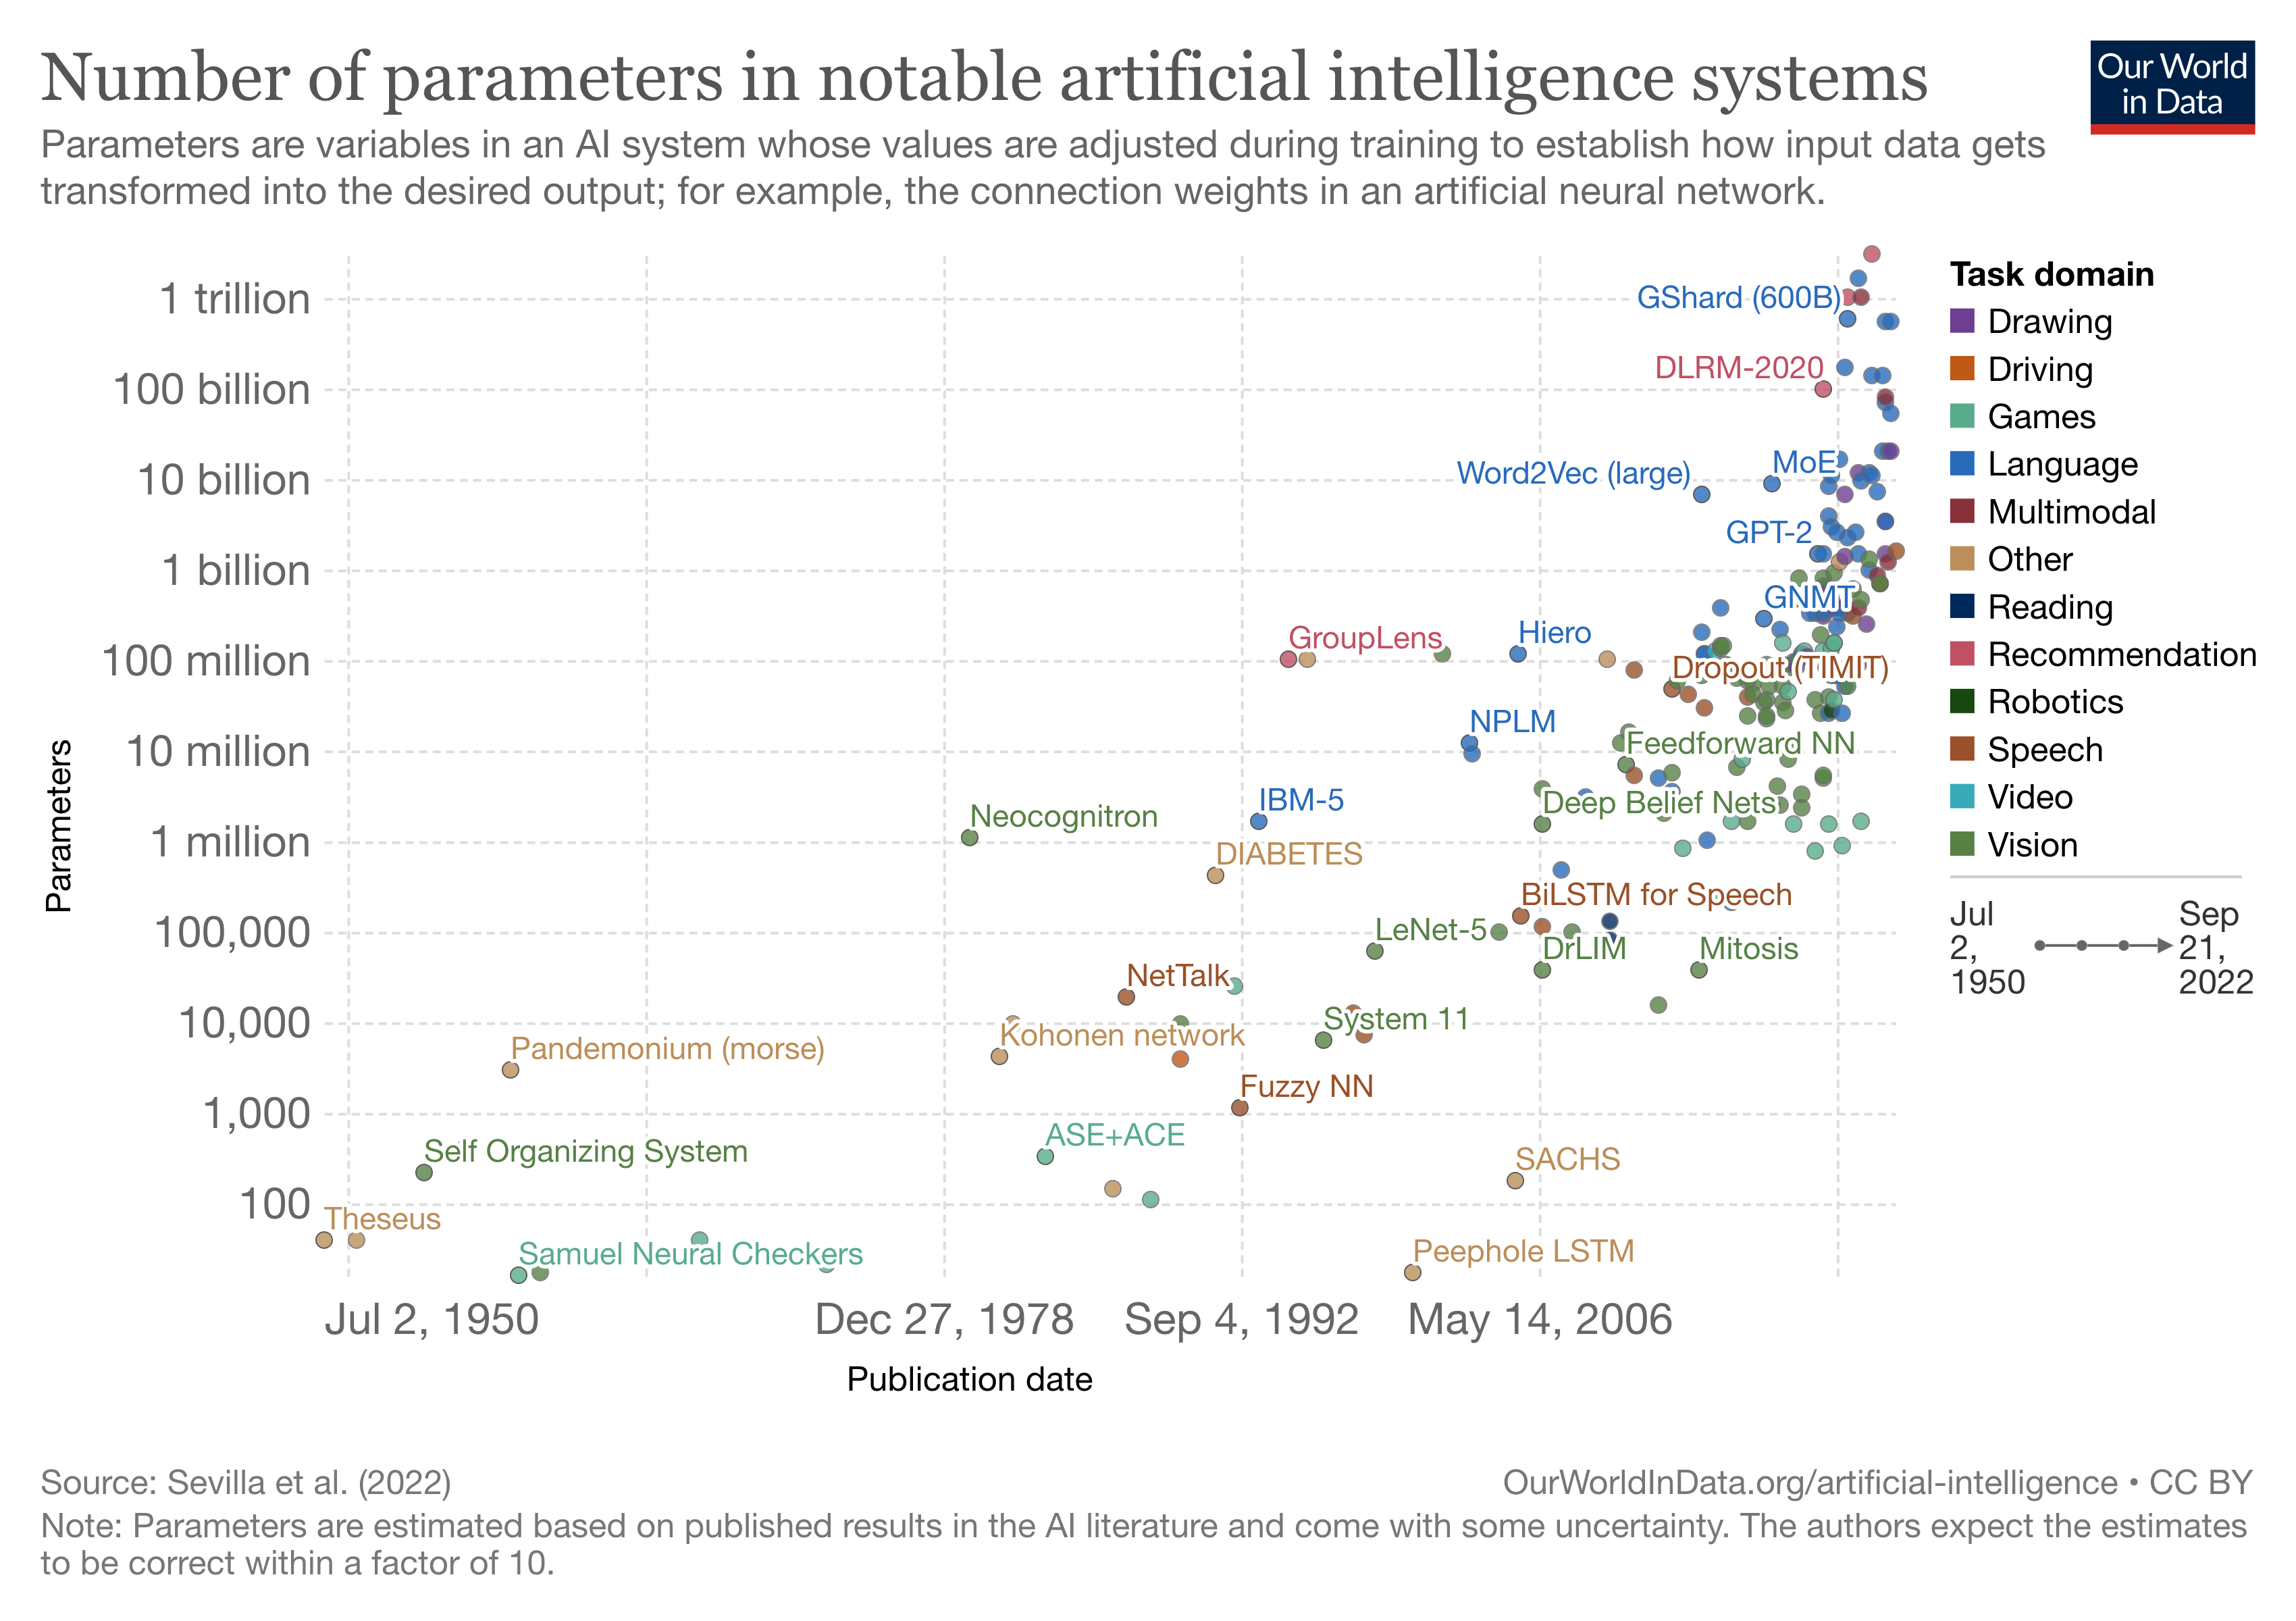 Number of parameters in notable artificial intelligence systems
Our World
in Data
Parameters are variables in an AI system whose values are adjusted during training to establish how input data gets
transformed into the desired output; for example, the connection weights in an artificial neural network.
1 trillion
100 billion
10 billion
1 billion
100 million
10 million
1 million
100,000
10,000
1,000
100
Parameters
GShard (600B)
DLRM-2020
MoE
Word2Vec (large)
GPT-2
GNMT
Hiero
GroupLens
Dropout (TIMIT)
NPLM
Feedforward NN
IBM-5
Deep Belief Nets
Neocognitron
DIABETES
BiLSTM for Speech
LeNet-5
DrLIM
Mitosis
NetTalk
System 11
Kohonen network
Pandemonium (morse)
Fuzzy NN
ASE+ACE
Self Organizing System
SACHS
Theseus
Samuel Neural Checkers
Peephole LSTM
Jul 2, 1950
Dec 27, 1978
Sep 4, 1992
May 14, 2006
Publication date
Task domain
Drawing
Driving
Games
Language
Multimodal
Other
Reading
Recommendation
Robotics
Speech
Video
Vision
Jul
2,
1950
Sep
21,
2022
Source: Sevilla et al. (2022)
OurWorldInData.org/artificial-intelligence • CC BY
Note: Parameters are estimated based on published results in the AI literature and come with some uncertainty. The authors expect the estimates
to be correct within a factor of 10.